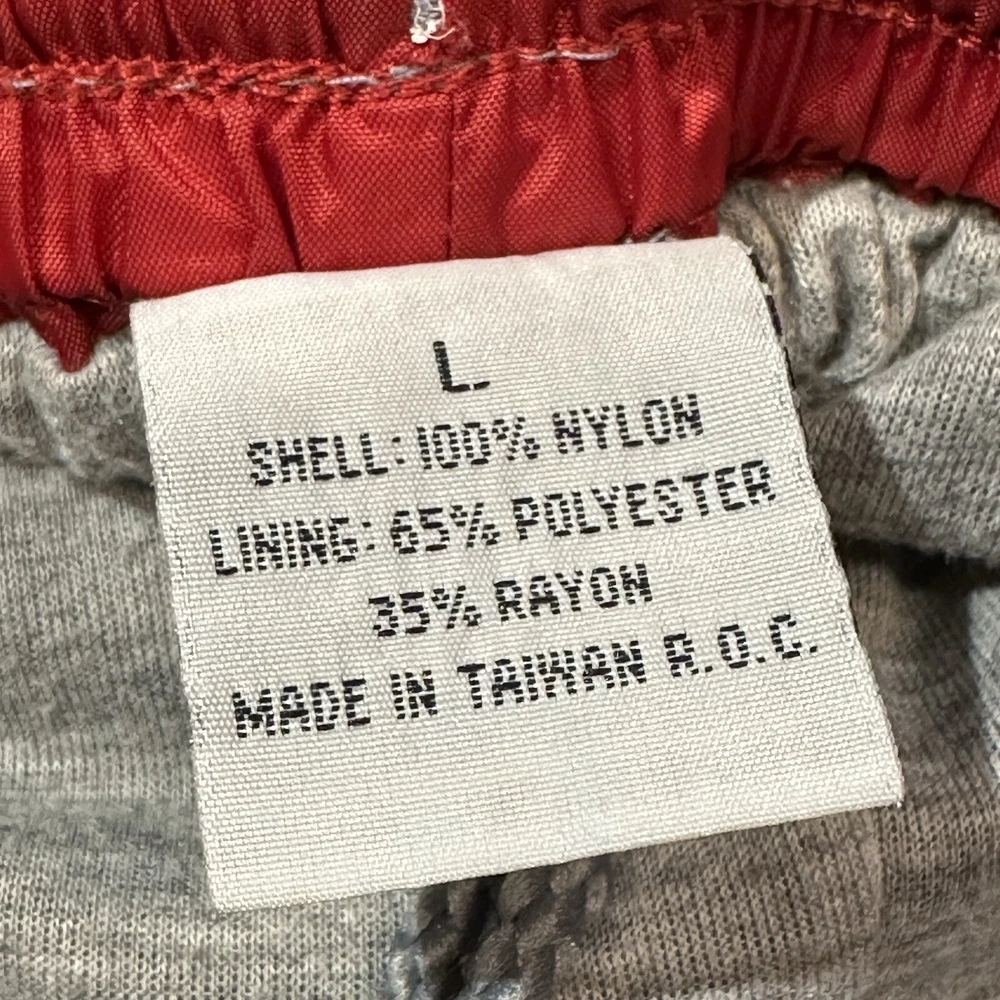 L
SHELL: 100% NYLON
LINING: 65% POLYESTER
35% RAYON
MADE IN TAIWAN R.O.C.